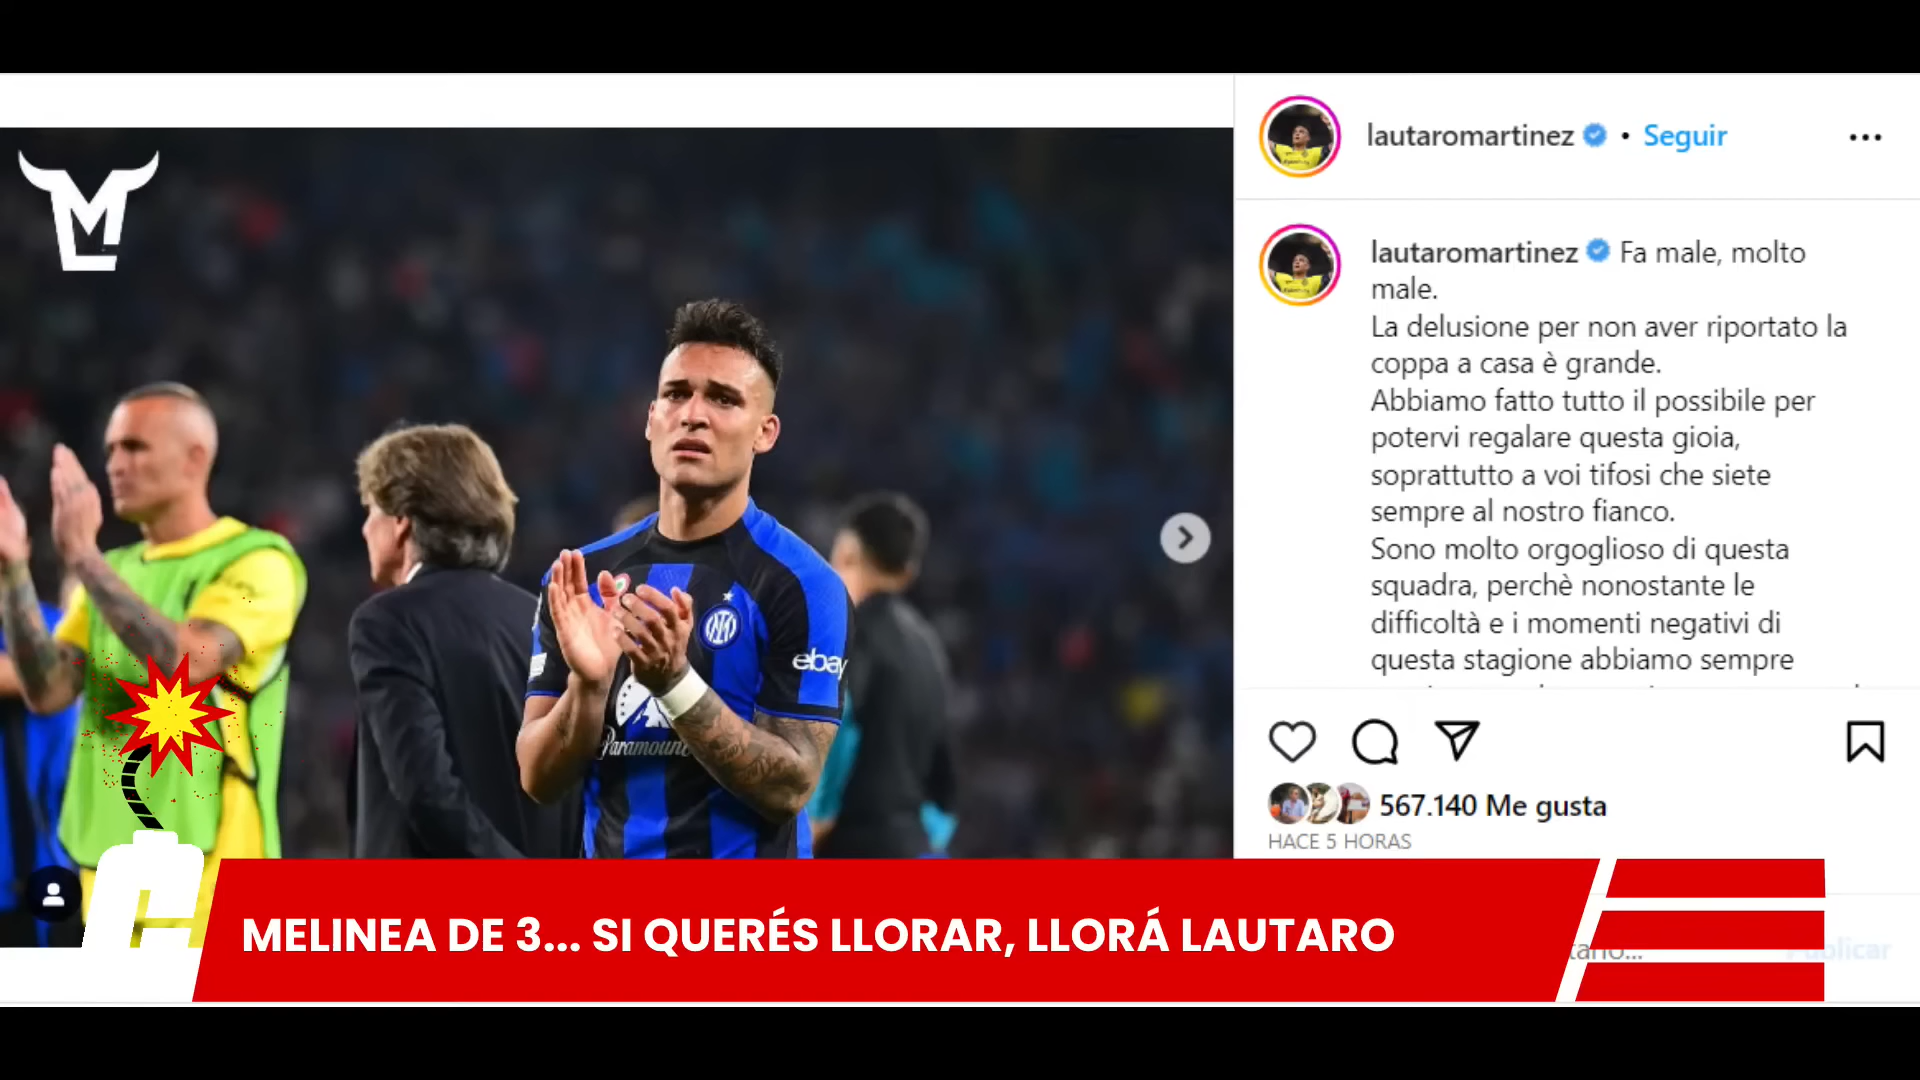 lautaromartinez • Seguir
lautaromartinez Fa male, molto
male.
La delusione per non aver riportato la
coppa a casa è grande.
Abbiamo fatto tutto il possibile per
potervi regalare questa gioia,
soprattutto a voi tifosi che siete
sempre al nostro fianco.
Sono molto orgoglioso di questa
squadra, perchè nonostante le
difficoltà e i momenti negativi di
questa stagione abbiamo sempre
567.140 Me gusta
HACE 5 HORAS
Publicar
ebay
Paramount
MELINEA DE 3... SI QUERÉS LLORAR, LLORÁ LAUTARO